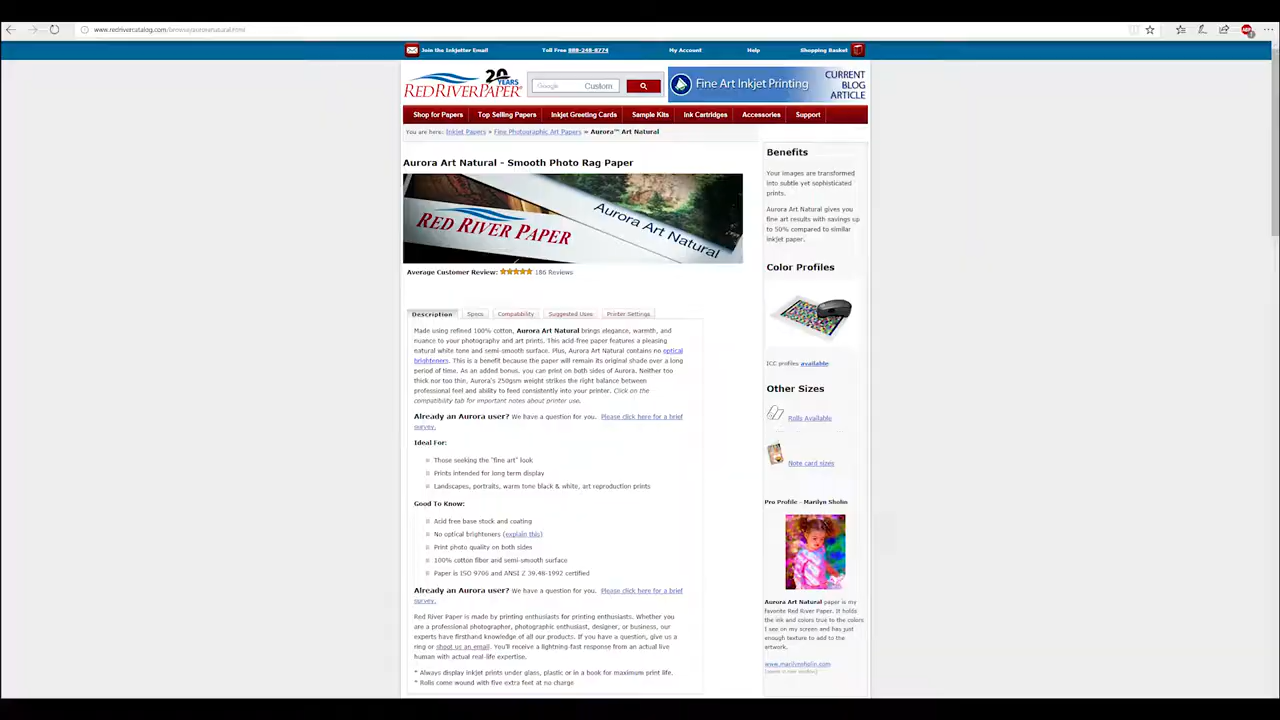 www.redrivercatalog.com/browse/auroranatural.html
Join the Inkjetter Email
Toll Free 888-248-8774
My Account
Help
Shopping Basket
20 YEARS
RED RIVER PAPER
Google Custom
Fine Art Inkjet Printing
CURRENT
BLOG
ARTICLE
Shop for Papers
Top Selling Papers
Inkjet Greeting Cards
Sample Kits
Ink Cartridges
Accessories
Support
You are here: Inkjet Papers » Fine Photographic Art Papers » Aurora™ Art Natural
Aurora Art Natural - Smooth Photo Rag Paper
RED RIVER PAPER
Aurora Art Natural
Average Customer Review: 186 Reviews
Description
Specs
Compatibility
Suggested Uses
Printer Settings
Made using refined 100% cotton, Aurora Art Natural brings elegance, warmth, and
nuance to your photography and art prints. This acid-free paper features a pleasing
natural white tone and semi-smooth surface. Plus, Aurora Art Natural contains no optical
brighteners. This is a benefit because the paper will remain its original shade over a long
period of time. As an added bonus, you can print on both sides of Aurora. Neither too
thick nor too thin, Aurora's 250gsm weight strikes the right balance between
professional feel and ability to feed consistently into your printer. Click on the
compatibility tab for important notes about printer use.
Already an Aurora user? We have a question for you. Please click here for a brief
survey.
Ideal For:
Those seeking the "fine art" look
Prints intended for long term display
Landscapes, portraits, warm tone black & white, art reproduction prints
Good To Know:
Acid free base stock and coating
No optical brighteners (explain this)
Print photo quality on both sides
100% cotton fiber and semi-smooth surface
Paper is ISO 9706 and ANSI Z 39.48-1992 certified
Already an Aurora user? We have a question for you. Please click here for a brief
survey.
Red River Paper is made by printing enthusiasts for printing enthusiasts. Whether you
are a professional photographer, photographic enthusiast, designer, or business, our
experts have firsthand knowledge of all our products. If you have a question, give us a
ring or shoot us an email. You'll receive a lightning-fast response from an actual live
human with actual real-life expertise.
* Always display inkjet prints under glass, plastic or in a book for maximum print life.
* Rolls come wound with five extra feet at no charge
Benefits
Your images are transformed
into subtle yet sophisticated
prints.
Aurora Art Natural gives you
fine art results with savings up
to 50% compared to similar
inkjet paper.
Color Profiles
ICC profiles available
Other Sizes
Rolls Available
Note card sizes
Pro Profile - Marilyn Sholin
Aurora Art Natural paper is my
favorite Red River Paper. It holds
the ink and colors true to the colors
I see on my screen and has just
enough texture to add to the
artwork.
www.marilynsholin.com
(opens a new window)